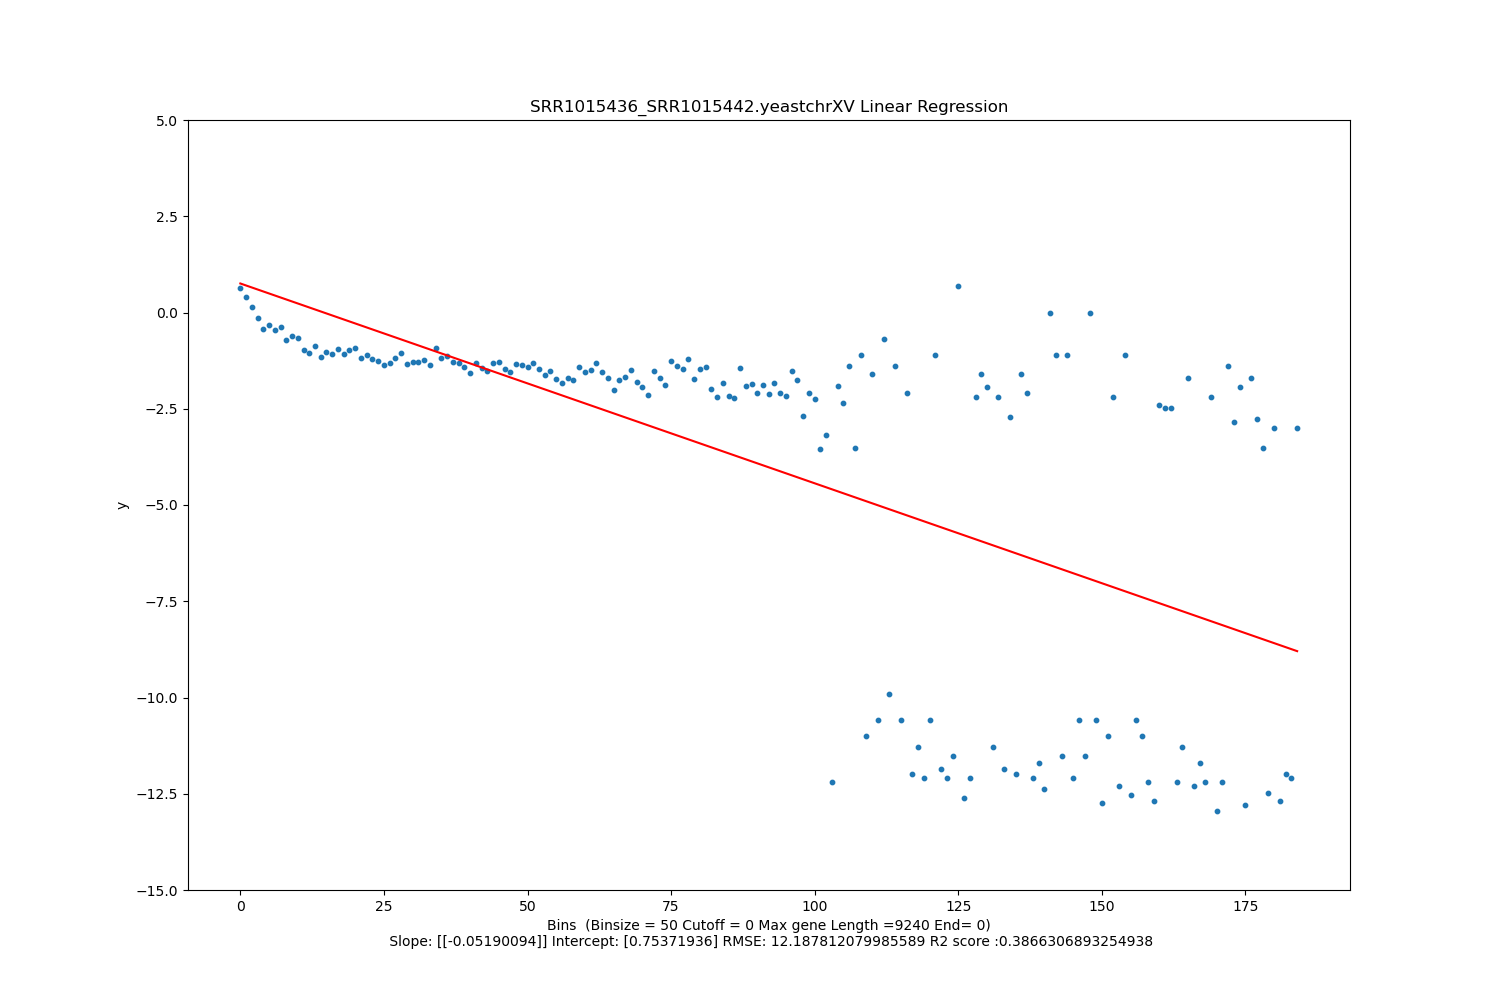 SRR1015436_SRR1015442.yeastchrXV Linear Regression
5.0
2.5
0.0
−2.5
−5.0
−7.5
−10.0
−12.5
−15.0
y
0 25 50 75 100 125 150 175
Bins  (Binsize = 50 Cutoff = 0 Max gene Length =9240 End= 0)
Slope: [[-0.05190094]] Intercept: [0.75371936] RMSE: 12.187812079985589 R2 score :0.3866306893254938